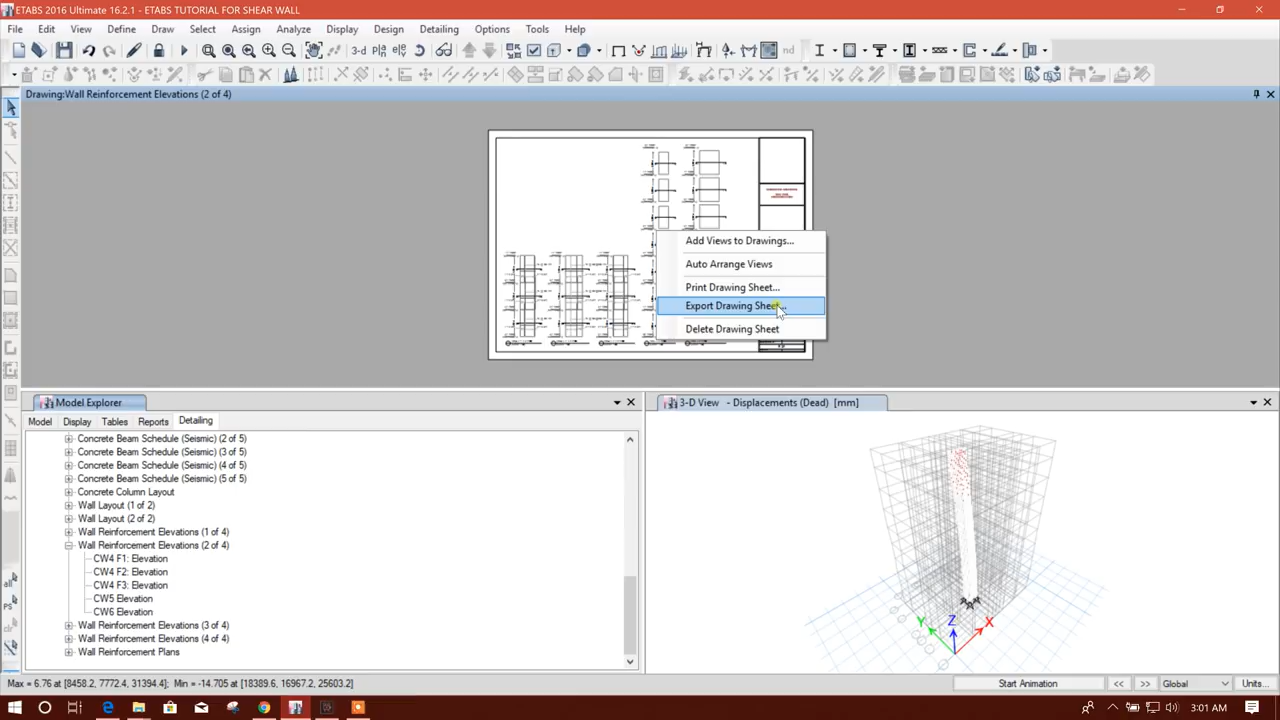 ETABS 2016 Ultimate 16.2.1 - ETABS TUTORIAL FOR SHEAR WALL
File Edit View Define Draw Select Assign Analyze Display Design Detailing Options Tools Help
3-d nd
Drawing:Wall Reinforcement Elevations (2 of 4)
Add Views to Drawings...
Auto Arrange Views
Print Drawing Sheet...
Export Drawing Sheet...
Delete Drawing Sheet
Model Explorer
Model Display Tables Reports Detailing
Concrete Beam Schedule (Seismic) (2 of 5)
Concrete Beam Schedule (Seismic) (3 of 5)
Concrete Beam Schedule (Seismic) (4 of 5)
Concrete Beam Schedule (Seismic) (5 of 5)
Concrete Column Layout
Wall Layout (1 of 2)
Wall Layout (2 of 2)
Wall Reinforcement Elevations (1 of 4)
Wall Reinforcement Elevations (2 of 4)
CW4 F1: Elevation
CW4 F2: Elevation
CW4 F3: Elevation
CW5 Elevation
CW6 Elevation
Wall Reinforcement Elevations (3 of 4)
Wall Reinforcement Elevations (4 of 4)
Wall Reinforcement Plans
3-D View - Displacements (Dead) [mm]
Y Z X
all
PS
clr
Max = 6.76 at [8458.2, 7772.4, 31394.4]; Min = -14.705 at [18389.6, 16967.2, 25603.2]
Start Animation << >> Global Units...
3:01 AM